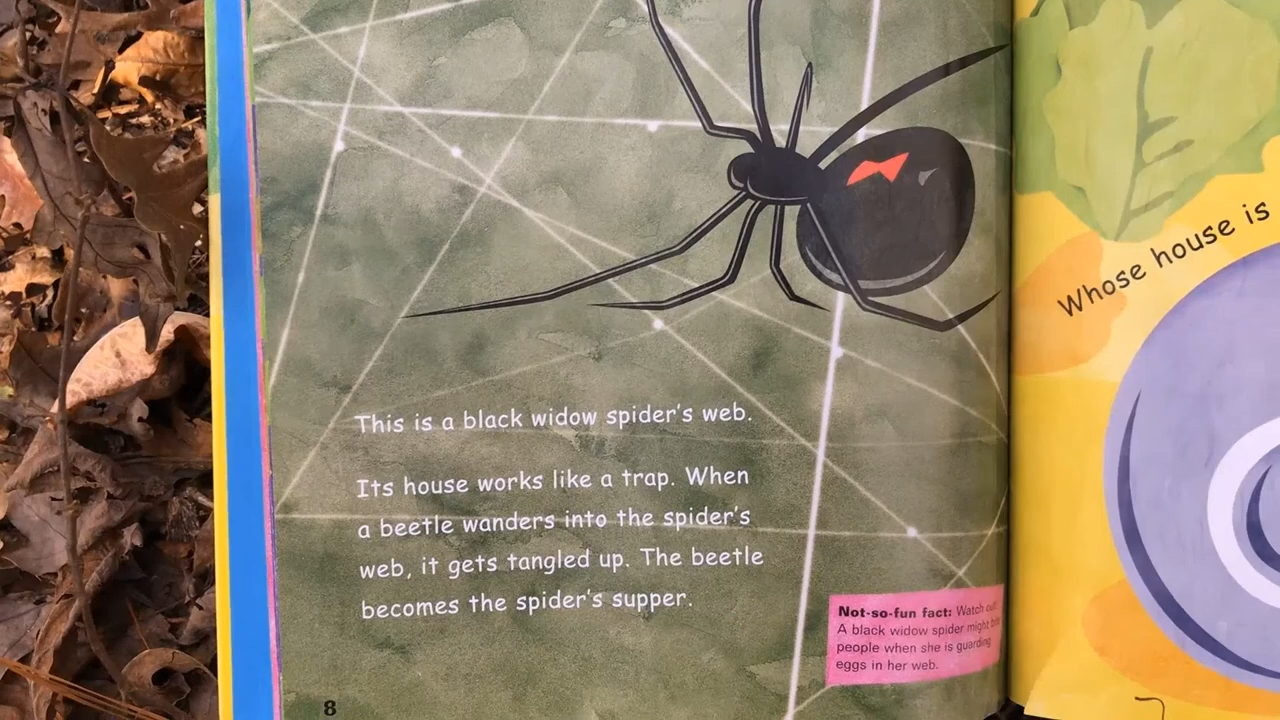 This is a black widow spider's web.
Its house works like a trap. When
a beetle wanders into the spider's
web, it gets tangled up. The beetle
becomes the spider's supper.
Not-so-fun fact: Watch out
A black widow spider might bite
people when she is guarding
eggs in her web.
8
Whose house is